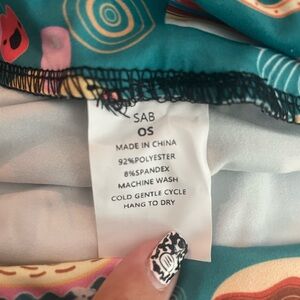 SAB
OS
MADE IN CHINA
92%POLYESTER
8%SPANDEX
MACHINE WASH
COLD GENTLE CYCLE
HANG TO DRY